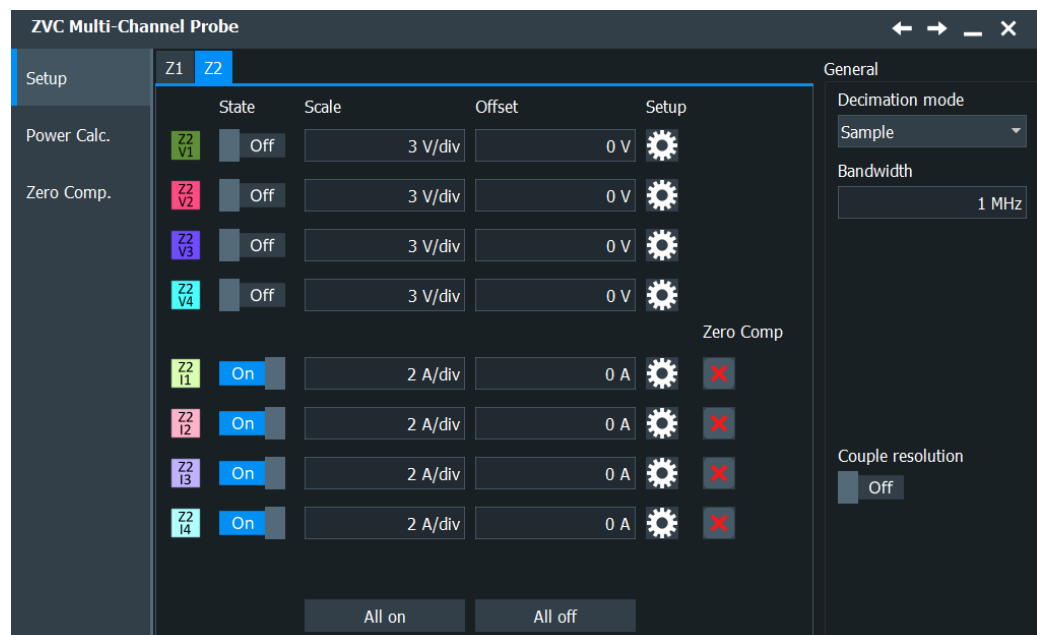 ZVC Multi-Channel Probe
Setup
Power Calc.
Zero Comp.
Z1 Z2
State Scale Offset Setup
Z2 V1 Off 3 V/div 0 V
Z2 V2 Off 3 V/div 0 V
Z2 V3 Off 3 V/div 0 V
Z2 V4 Off 3 V/div 0 V
Zero Comp
Z2 I1 On 2 A/div 0 A
Z2 I2 On 2 A/div 0 A
Z2 I3 On 2 A/div 0 A
Z2 I4 On 2 A/div 0 A
All on All off
General
Decimation mode
Sample
Bandwidth
1 MHz
Couple resolution
Off